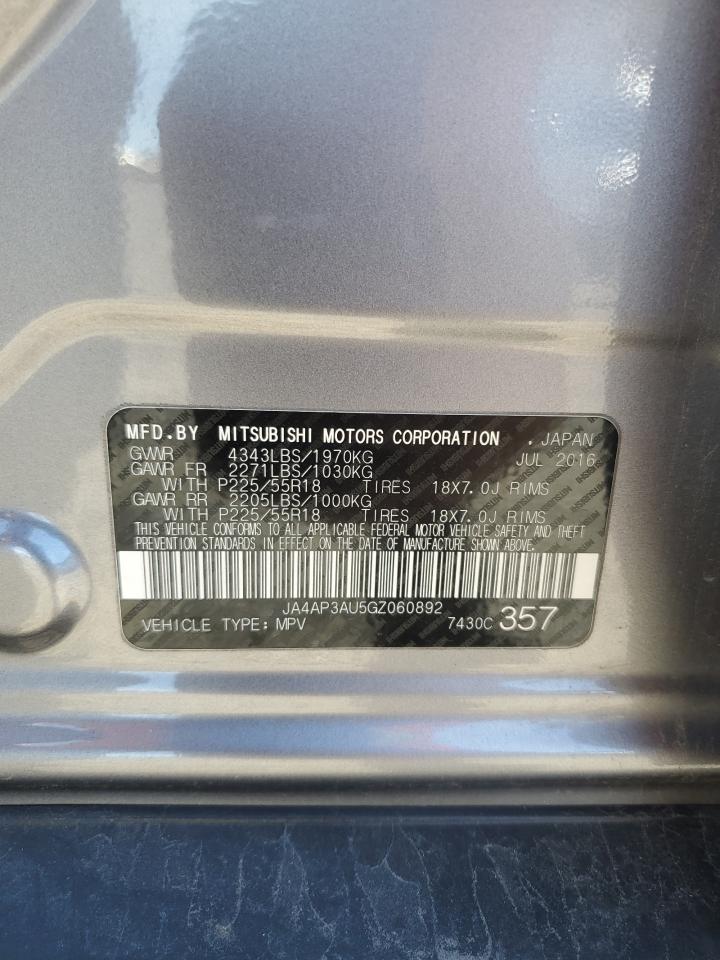 MFD.BY MITSUBISHI MOTORS CORPORATION , JAPAN
GVWR 4343LBS/1970KG JUL 2016
GAWR FR 2271LBS/1030KG
WITH P225/55R18 TIRES 18X7.0J RIMS
GAWR RR 2205LBS/1000KG
WITH P225/55R18 TIRES 18X7.0J RIMS
THIS VEHICLE CONFORMS TO ALL APPLICABLE FEDERAL MOTOR VEHICLE SAFETY AND THEFT
PREVENTION STANDARDS IN EFFECT ON THE DATE OF MANUFACTURE SHOWN ABOVE.
JA4AP3AU5GZ060892
VEHICLE TYPE:MPV 7430C 357